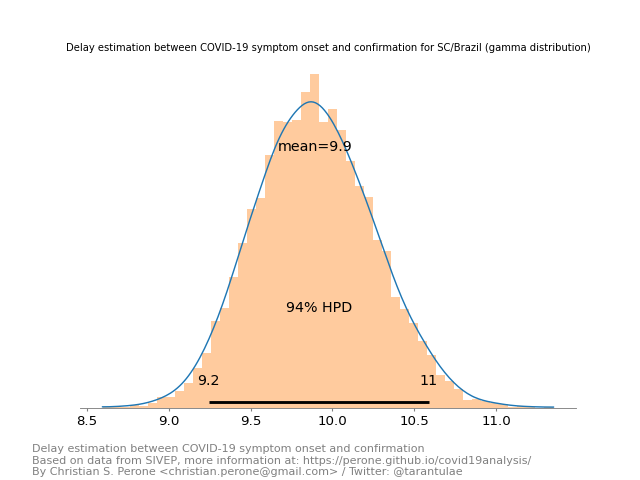 Delay estimation between COVID-19 symptom onset and confirmation for SC/Brazil (gamma distribution)
mean=9.9
94% HPD
9.2 11
8.5 9.0 9.5 10.0 10.5 11.0
Delay estimation between COVID-19 symptom onset and confirmation
Based on data from SIVEP, more information at: https://perone.github.io/covid19analysis/
By Christian S. Perone <christian.perone@gmail.com> / Twitter: @tarantulae